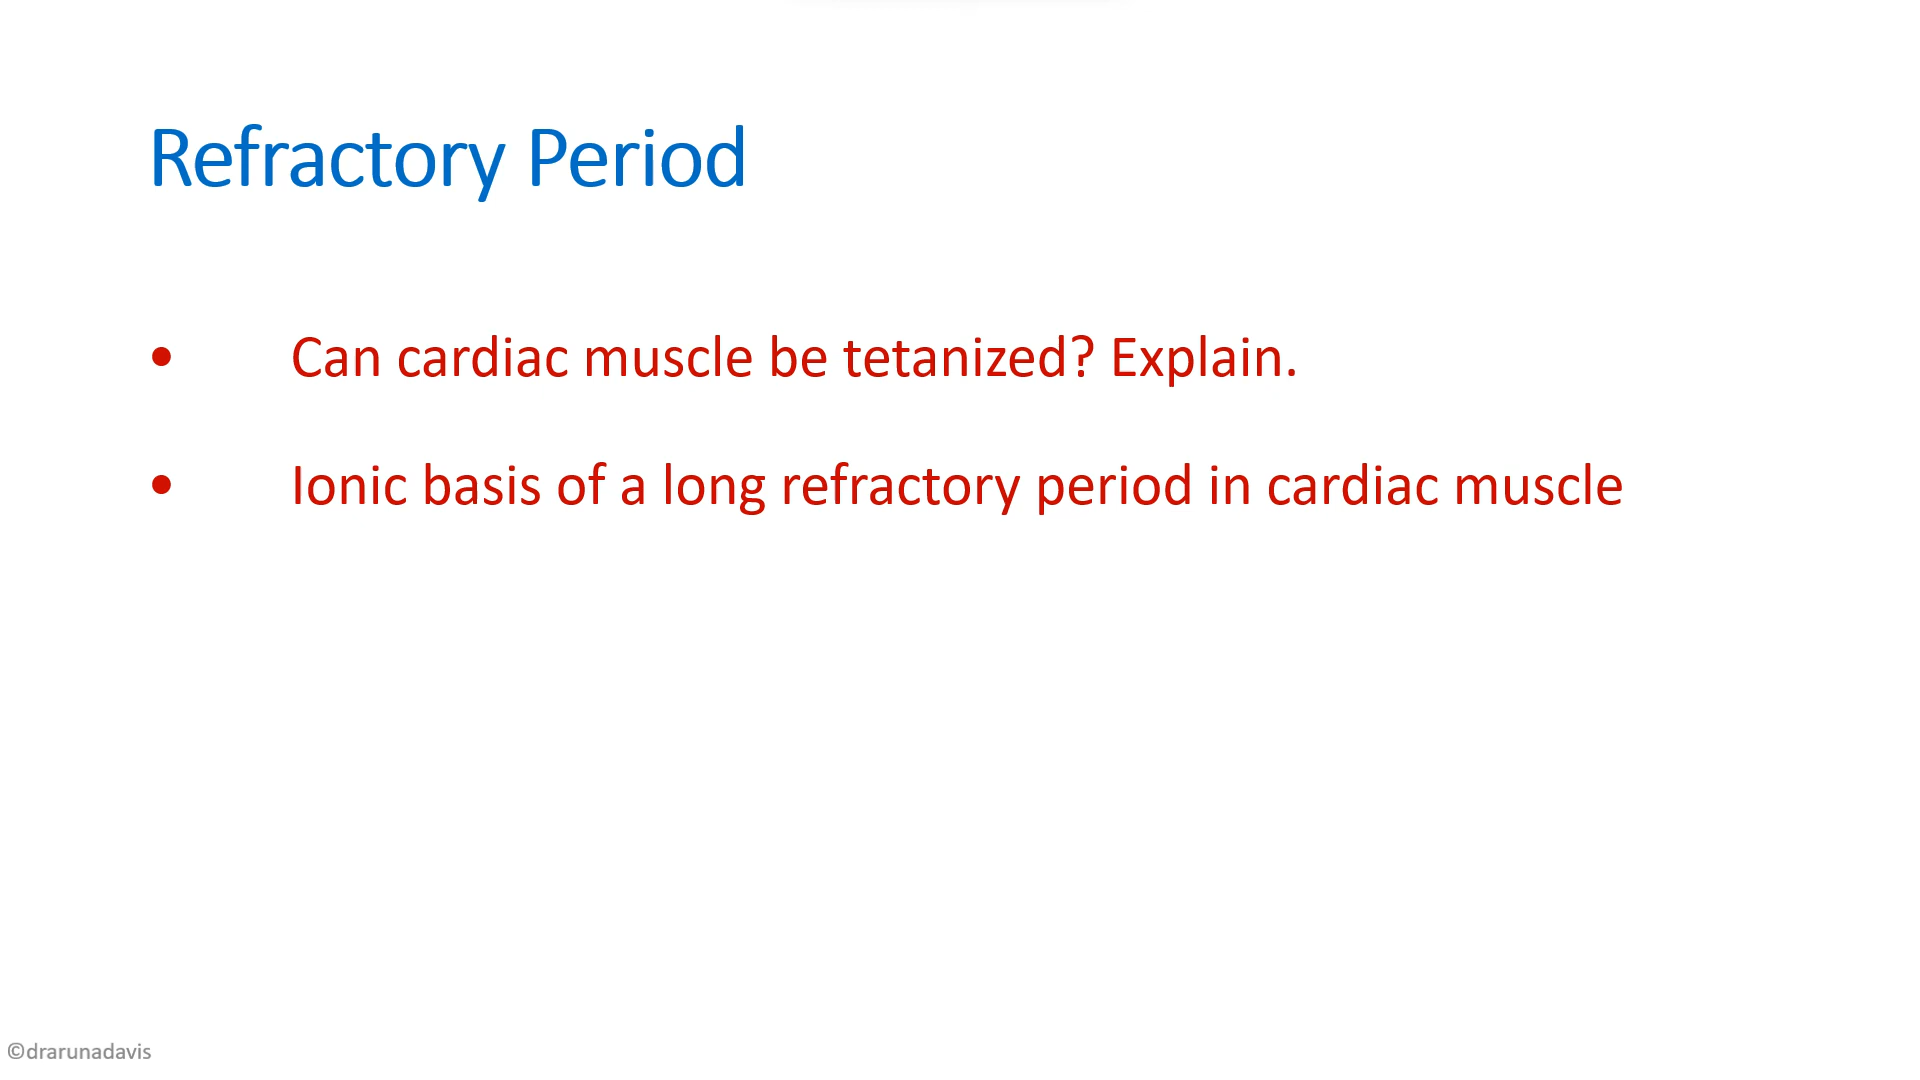 Refractory Period
• Can cardiac muscle be tetanized? Explain.
• Ionic basis of a long refractory period in cardiac muscle
©drarunadavis